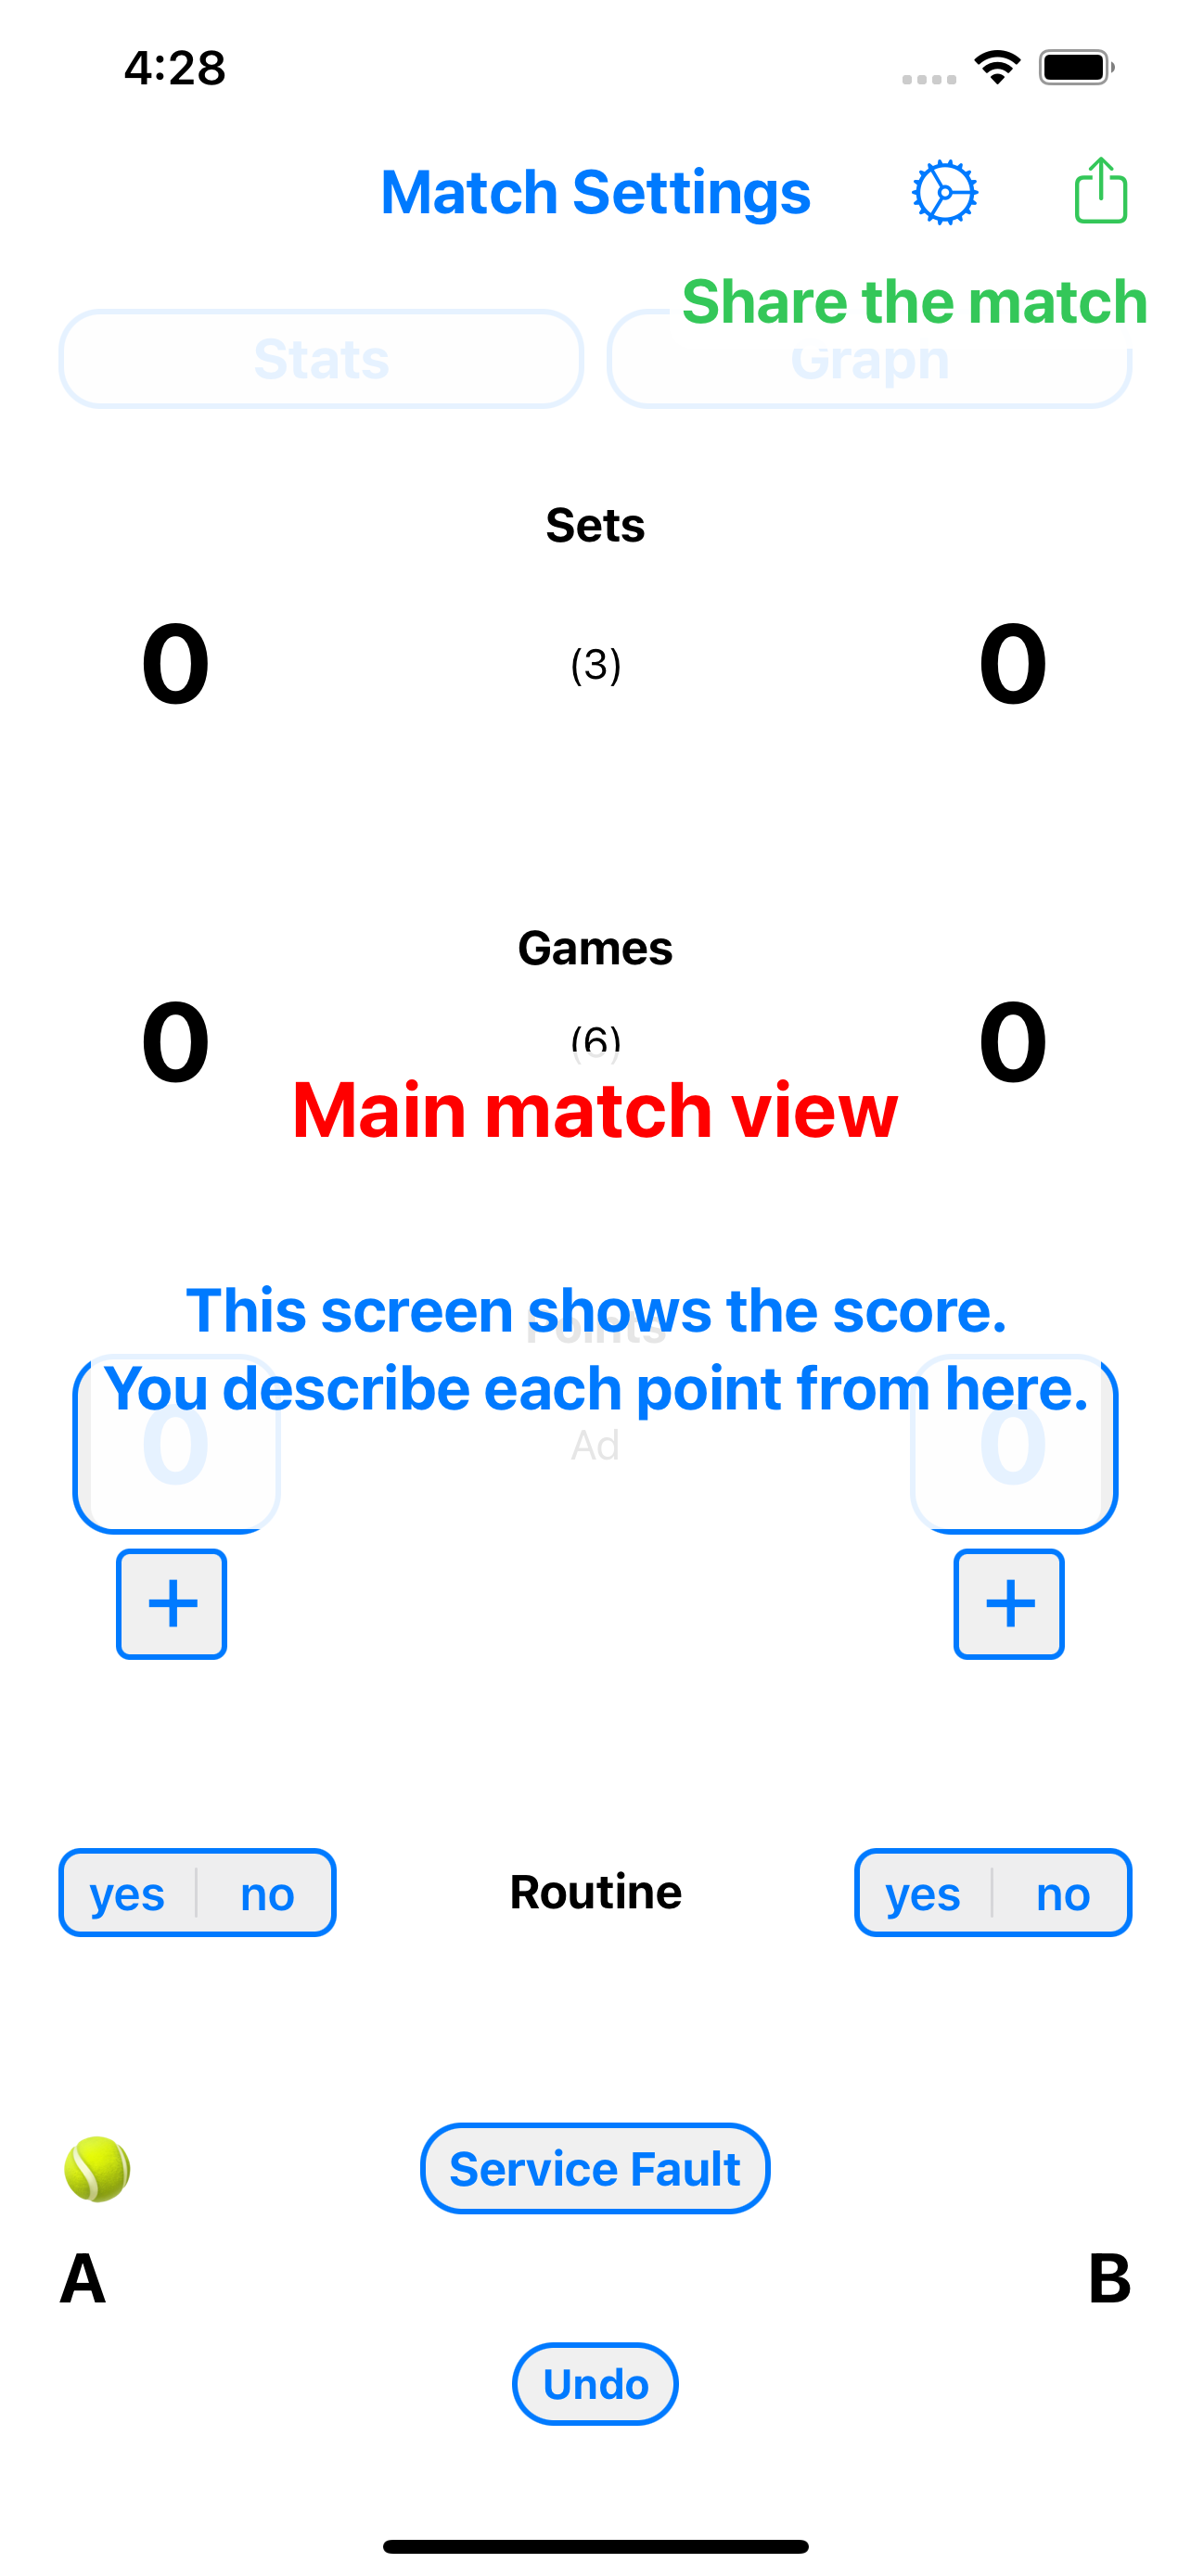 4:28
Match Settings
Share the match
Stats
Graph
Sets
0 (3) 0
Games
0 (6) 0
Main match view
This screen shows the score.
Points
You describe each point from here.
0 Ad 0
+ +
yes no Routine yes no
Service Fault
A B
Undo